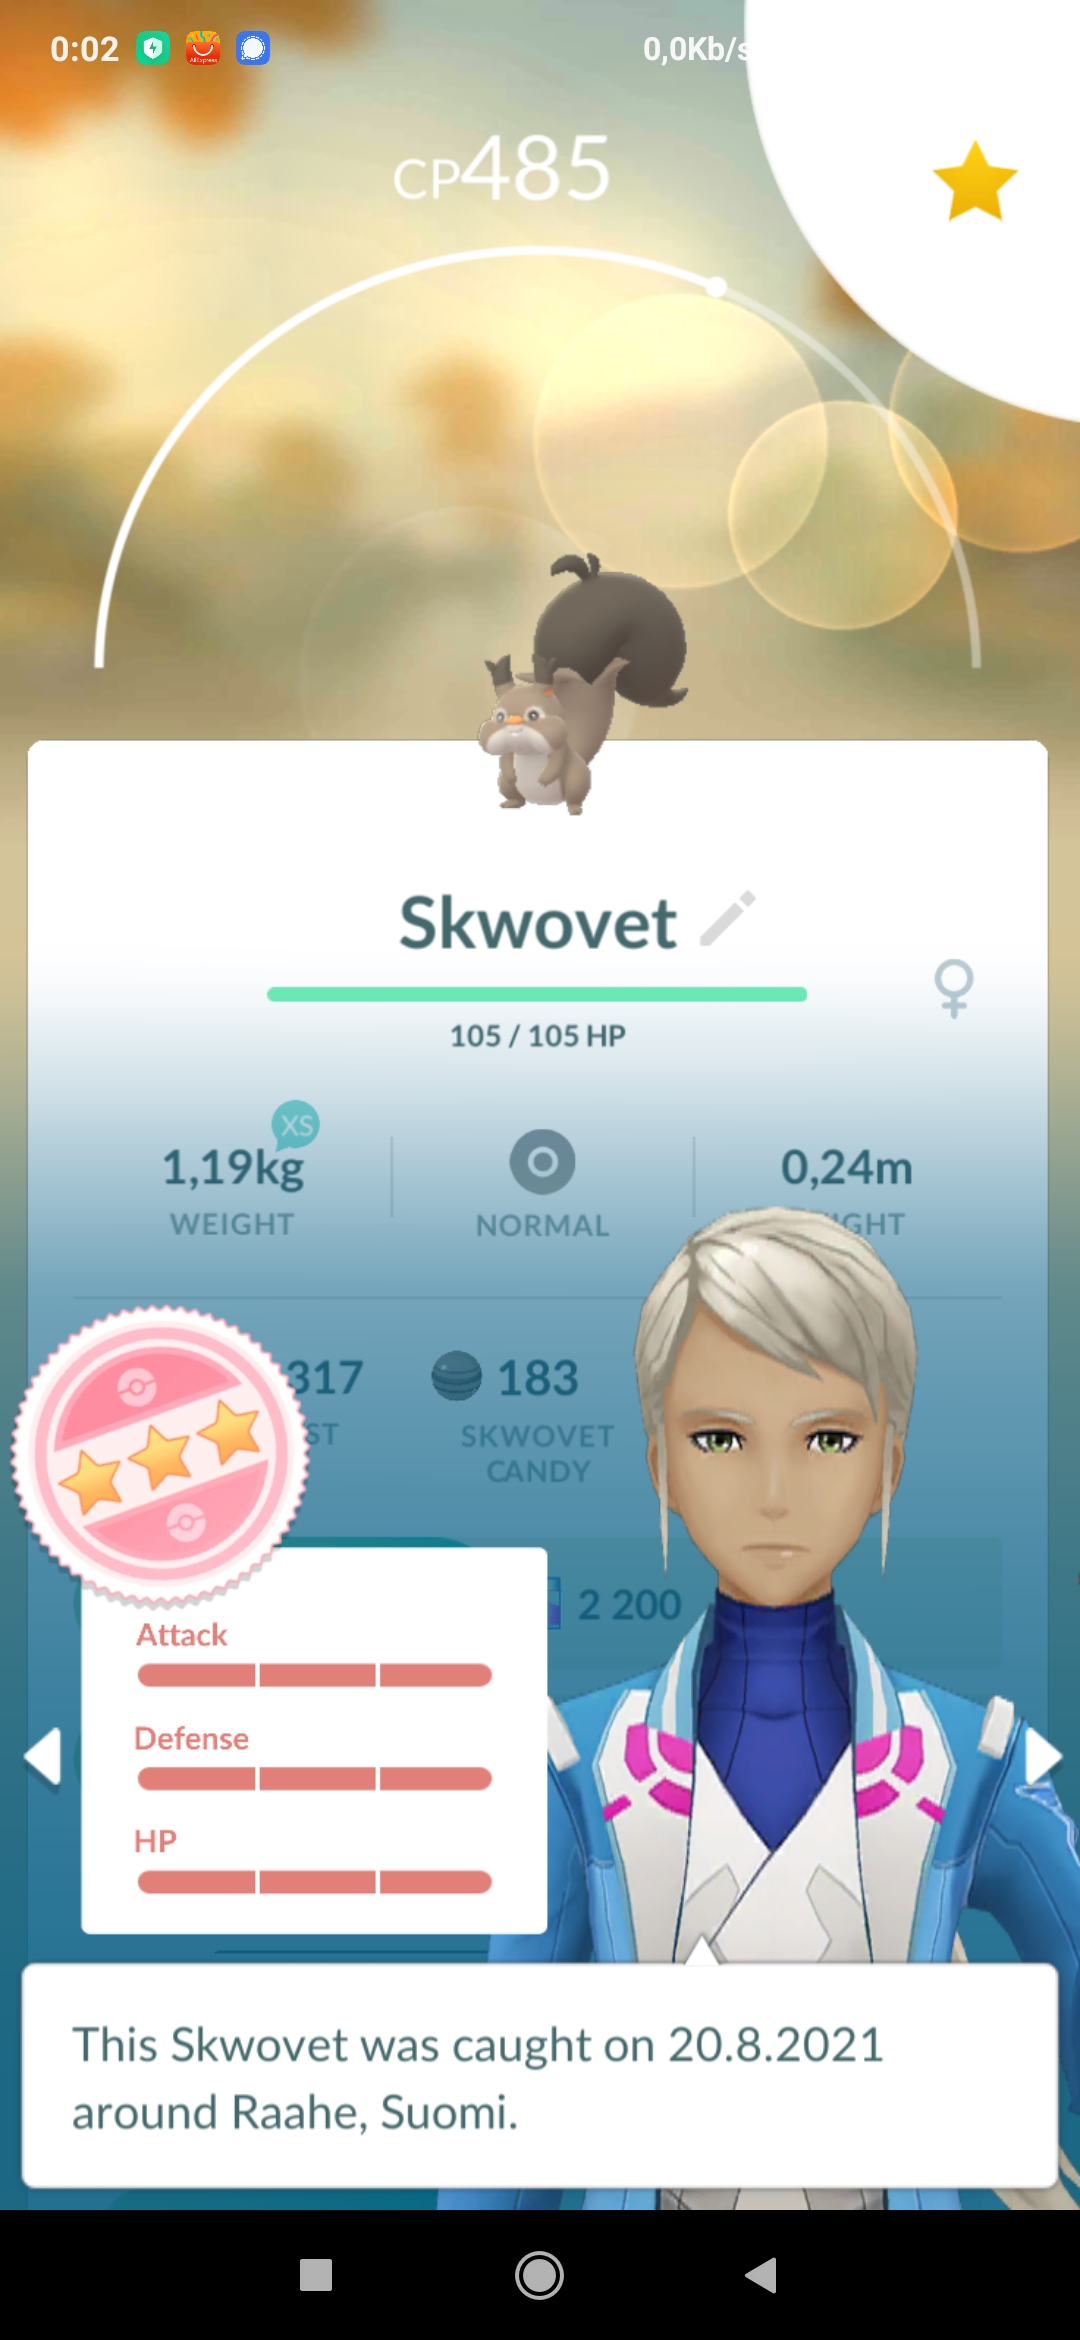 0:02
0,0Kb/s
CP485
Skwovet
105 / 105 HP
XS
1,19kg
0,24m
WEIGHT
NORMAL
317
183
SKWOVET
CANDY
2 200
Attack
Defense
HP
This Skwovet was caught on 20.8.2021
around Raahe, Suomi.